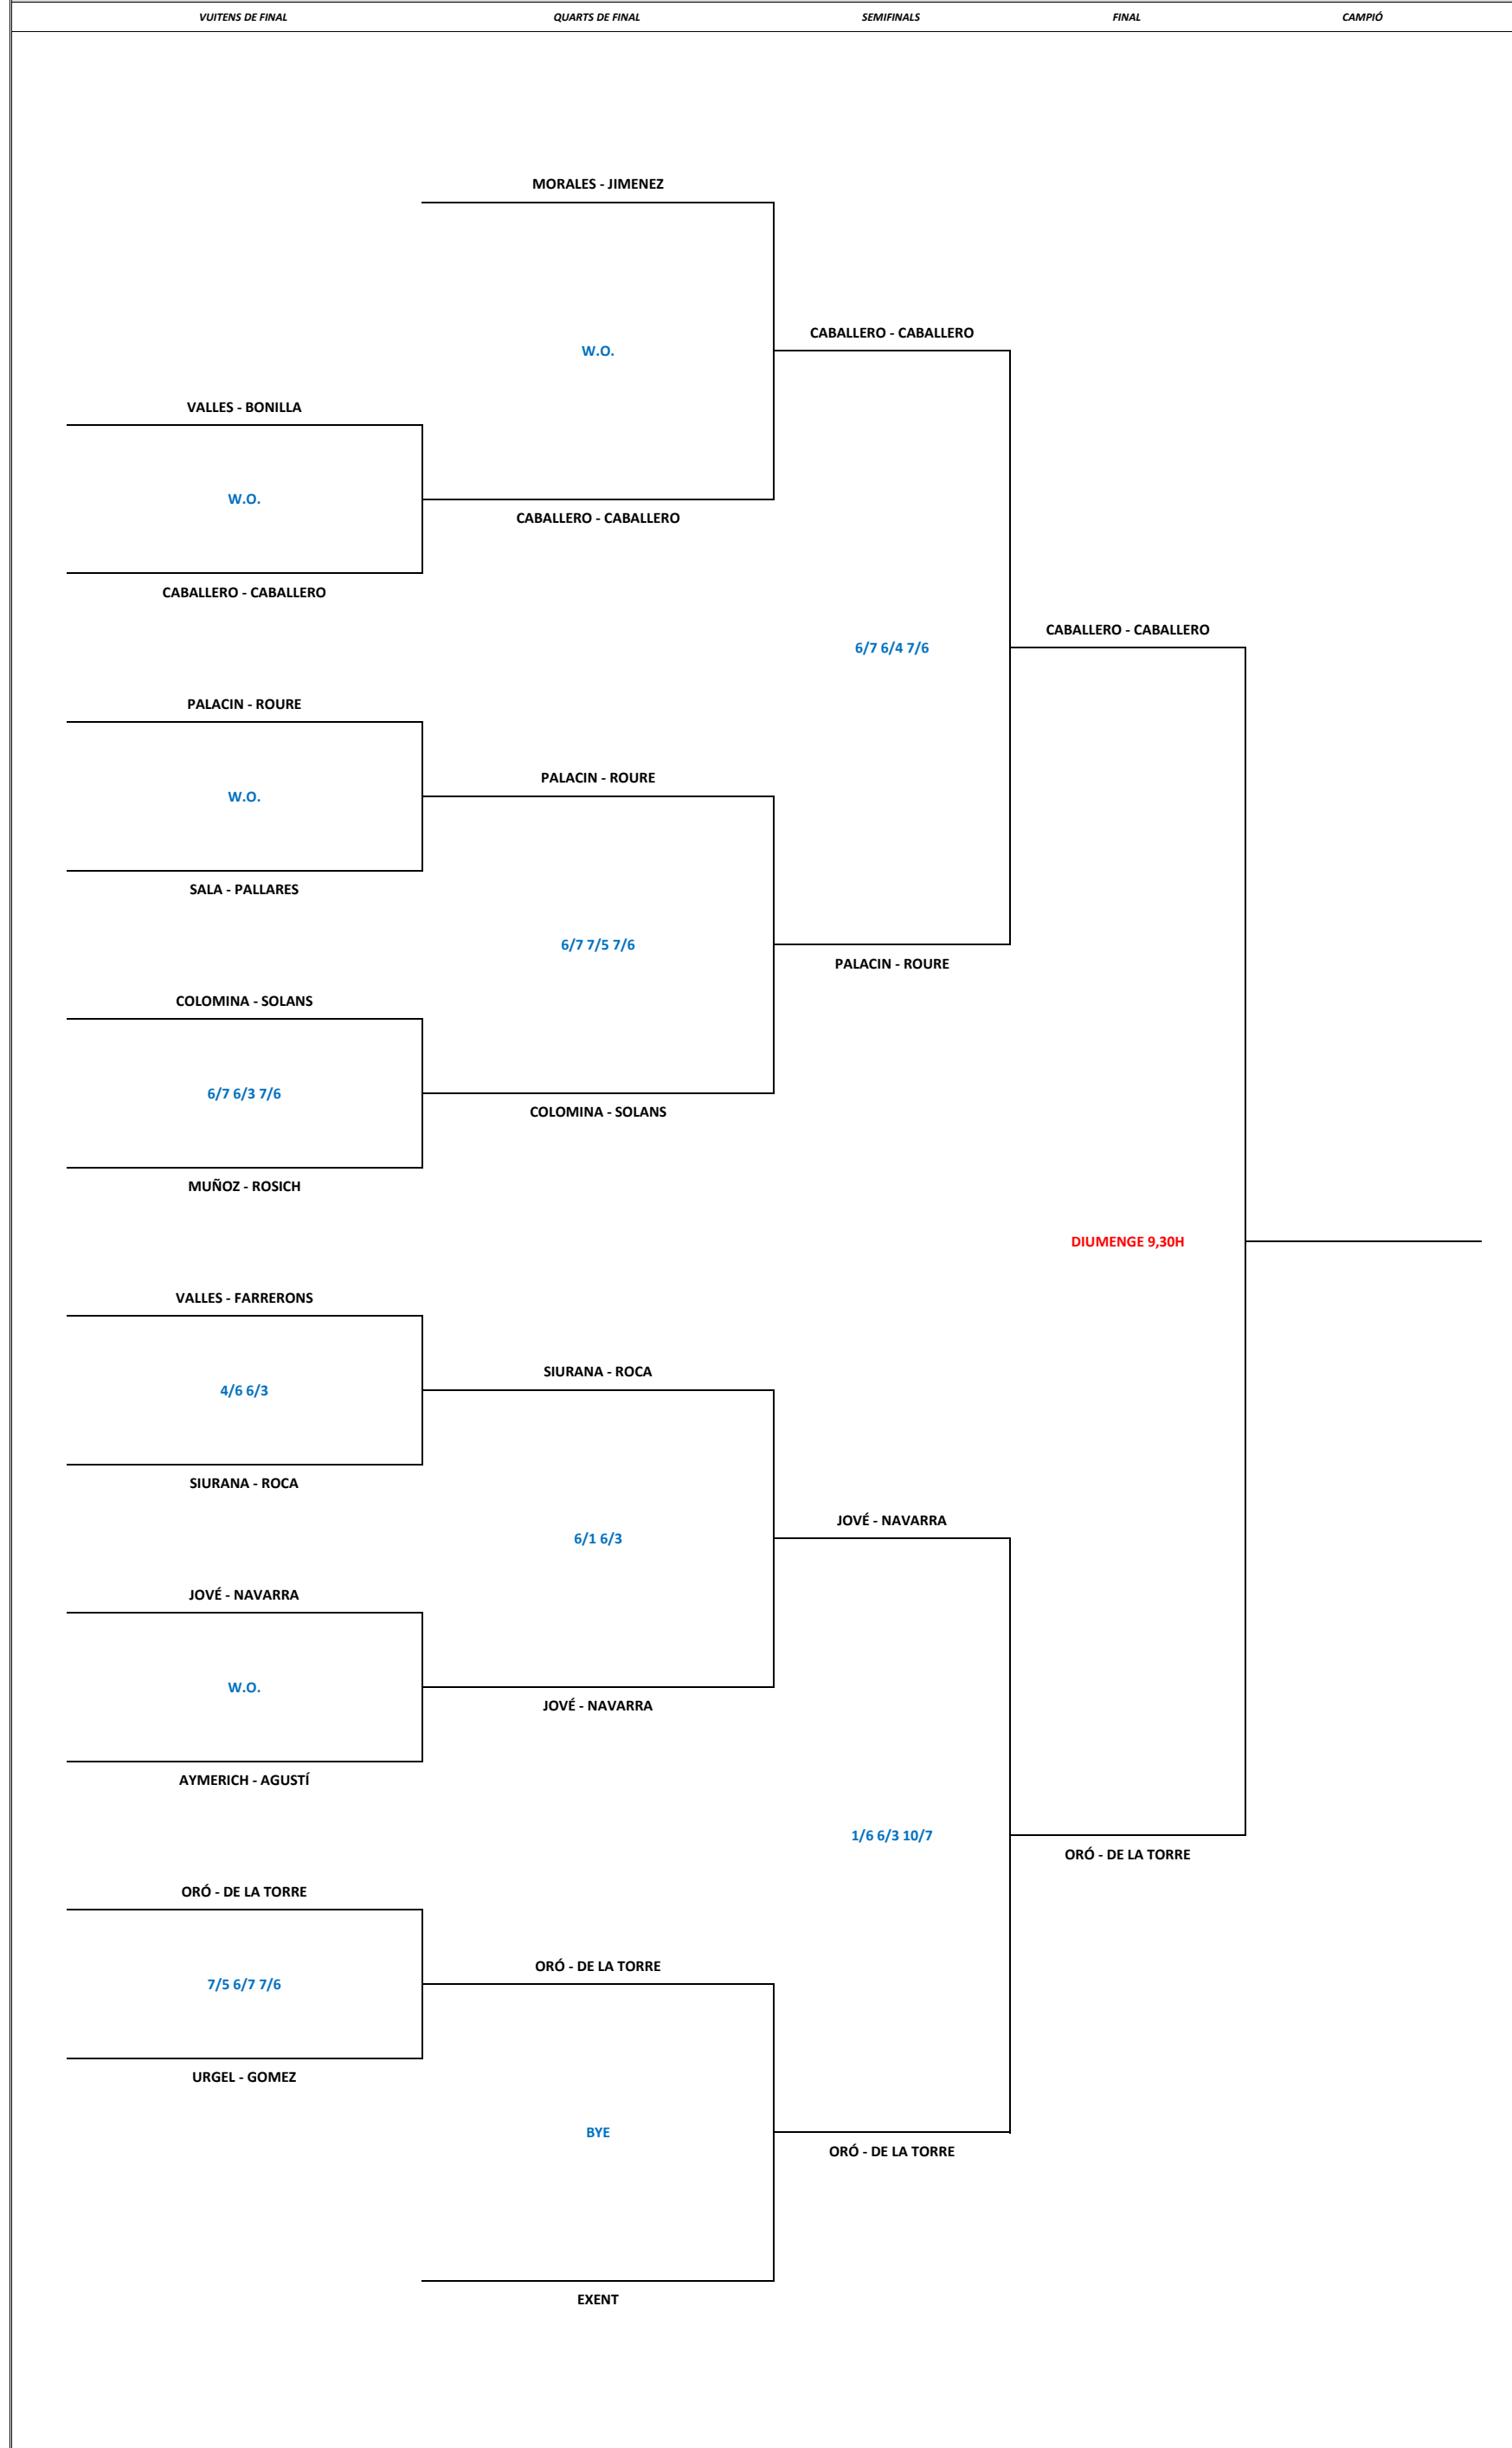 VUITENS DE FINAL QUARTS DE FINAL SEMIFINALS FINAL CAMPIÓ
MORALES - JIMENEZ
CABALLERO - CABALLERO
W.O.
VALLES - BONILLA
W.O.
CABALLERO - CABALLERO
CABALLERO - CABALLERO
CABALLERO - CABALLERO
6/7 6/4 7/6
PALACIN - ROURE
PALACIN - ROURE
W.O.
SALA - PALLARES
6/7 7/5 7/6
PALACIN - ROURE
COLOMINA - SOLANS
6/7 6/3 7/6
COLOMINA - SOLANS
MUÑOZ - ROSICH
DIUMENGE 9,30H
VALLES - FARRERONS
SIURANA - ROCA
4/6 6/3
SIURANA - ROCA
JOVÉ - NAVARRA
6/1 6/3
JOVÉ - NAVARRA
W.O.
JOVÉ - NAVARRA
AYMERICH - AGUSTÍ
1/6 6/3 10/7
ORÓ - DE LA TORRE
ORÓ - DE LA TORRE
ORÓ - DE LA TORRE
7/5 6/7 7/6
URGEL - GOMEZ
BYE
ORÓ - DE LA TORRE
EXENT